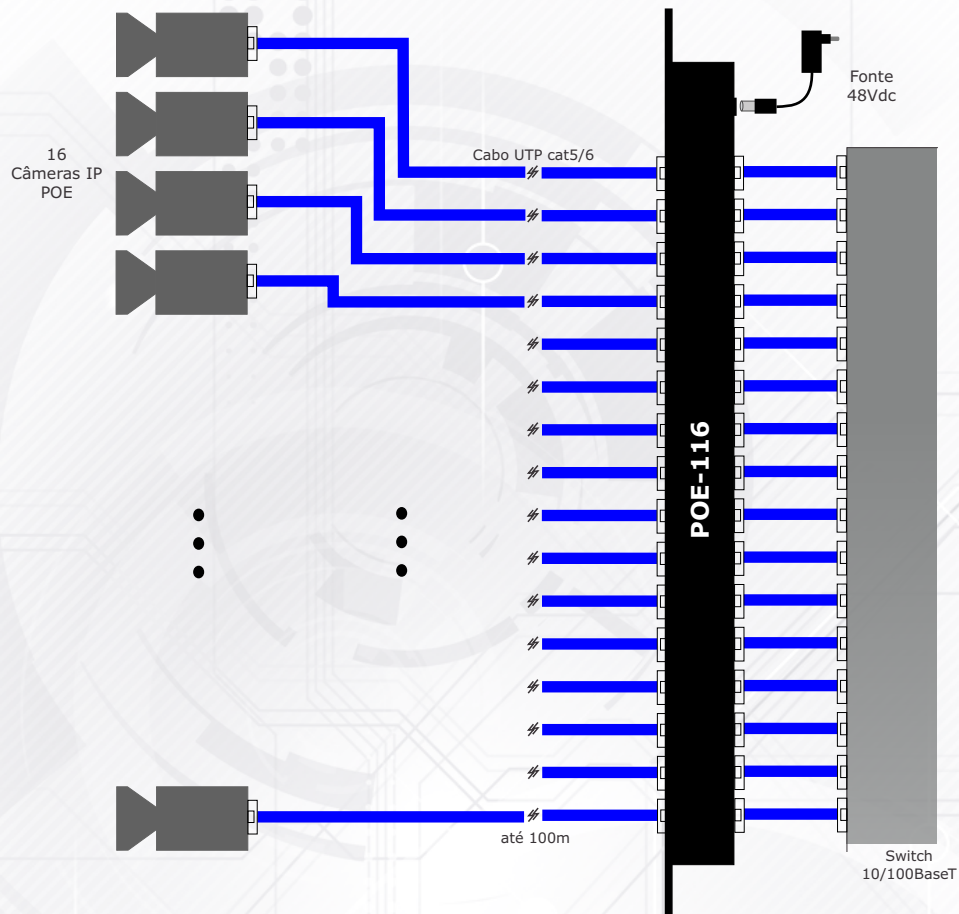 Fonte
48Vdc
16
Câmeras IP
POE
Cabo UTP cat5/6
POE-116
até 100m
Switch
10/100BaseT